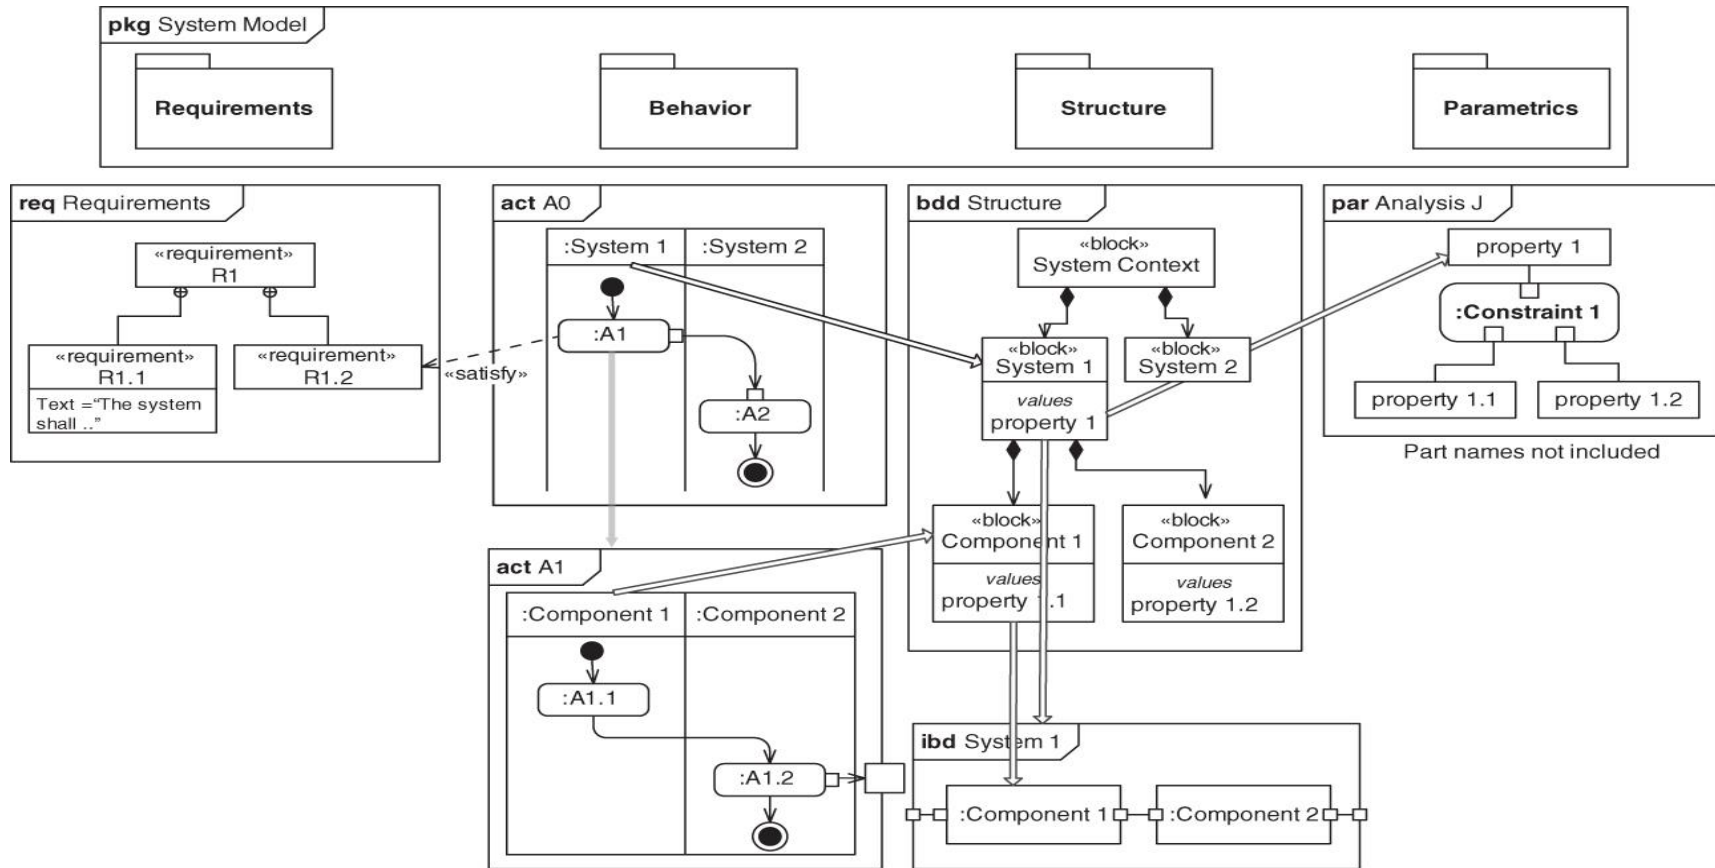 pkg System Model
Requirements
Behavior
Structure
Parametrics
req Requirements
«requirement»
R1
«requirement»
R1.1
Text =“The system
shall ..”
«requirement»
R1.2
«satisfy»
act A0
:System 1
:System 2
:A1
:A2
bdd Structure
«block»
System Context
«block»
System 1
values
property 1
«block»
System 2
«block»
Component 1
values
property 1.1
«block»
Component 2
values
property 1.2
par Analysis J
property 1
:Constraint 1
property 1.1
property 1.2
Part names not included
act A1
:Component 1
:Component 2
:A1.1
:A1.2
ibd System 1
:Component 1
:Component 2